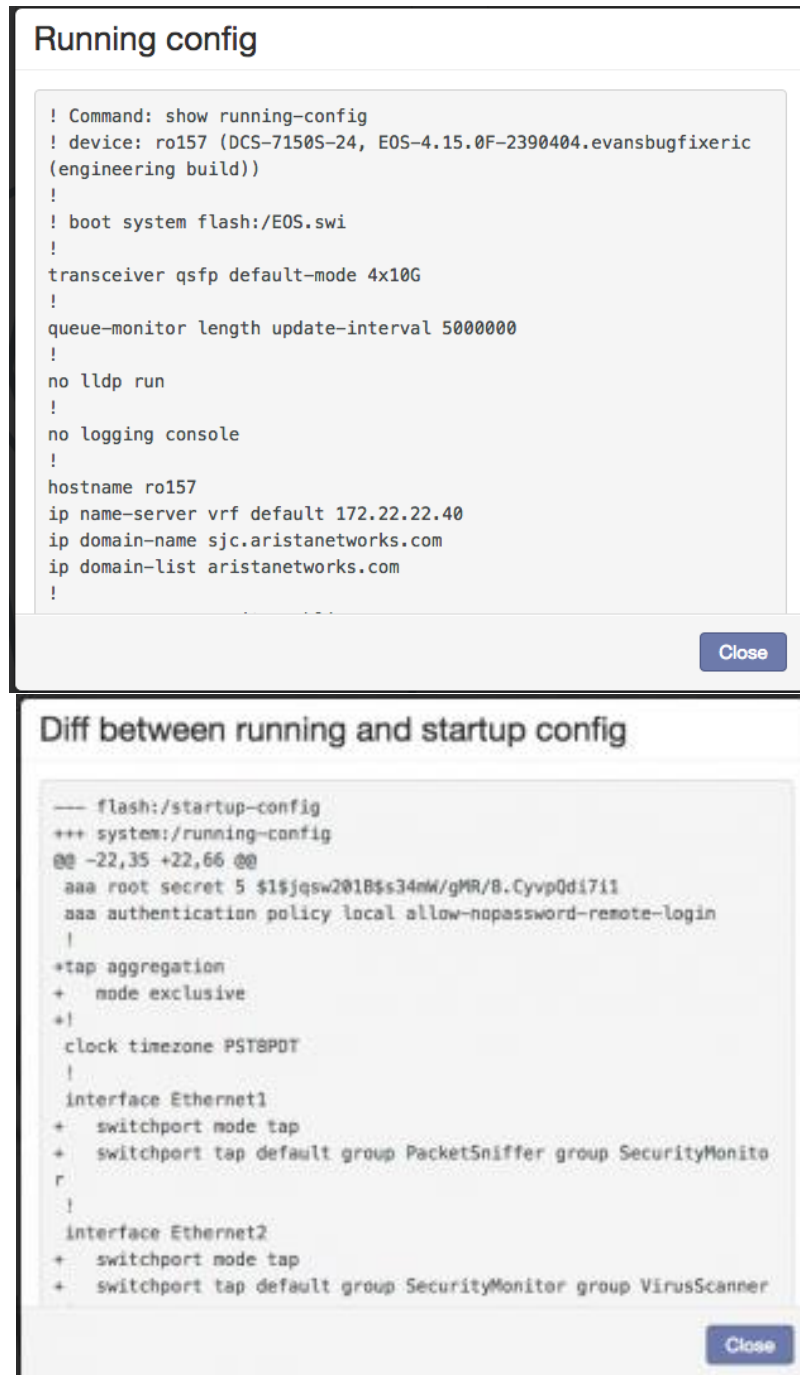 Running config
! Command: show running-config
! device: ro157 (DCS-7150S-24, EOS-4.15.0F-2390404.evansbugfixeric
(engineering build))
!
! boot system flash:/EOS.swi
!
transceiver qsfp default-mode 4x10G
!
queue-monitor length update-interval 5000000
!
no lldp run
!
no logging console
!
hostname ro157
ip name-server vrf default 172.22.22.40
ip domain-name sjc.aristanetworks.com
ip domain-list aristanetworks.com
!
Close
Diff between running and startup config
--- flash:/startup-config
+++ system:/running-config
@@ -22,35 +22,66 @@
aaa root secret 5
aaa authentication policy local allow-nopassword-remote-login
!
+tap aggregation
+   mode exclusive
+!
clock timezone PST8PDT
!
interface Ethernet1
+   switchport mode tap
+   switchport tap default group PacketSniffer group SecurityMonito
r
!
interface Ethernet2
+   switchport mode tap
+   switchport tap default group SecurityMonitor group VirusScanner
Close